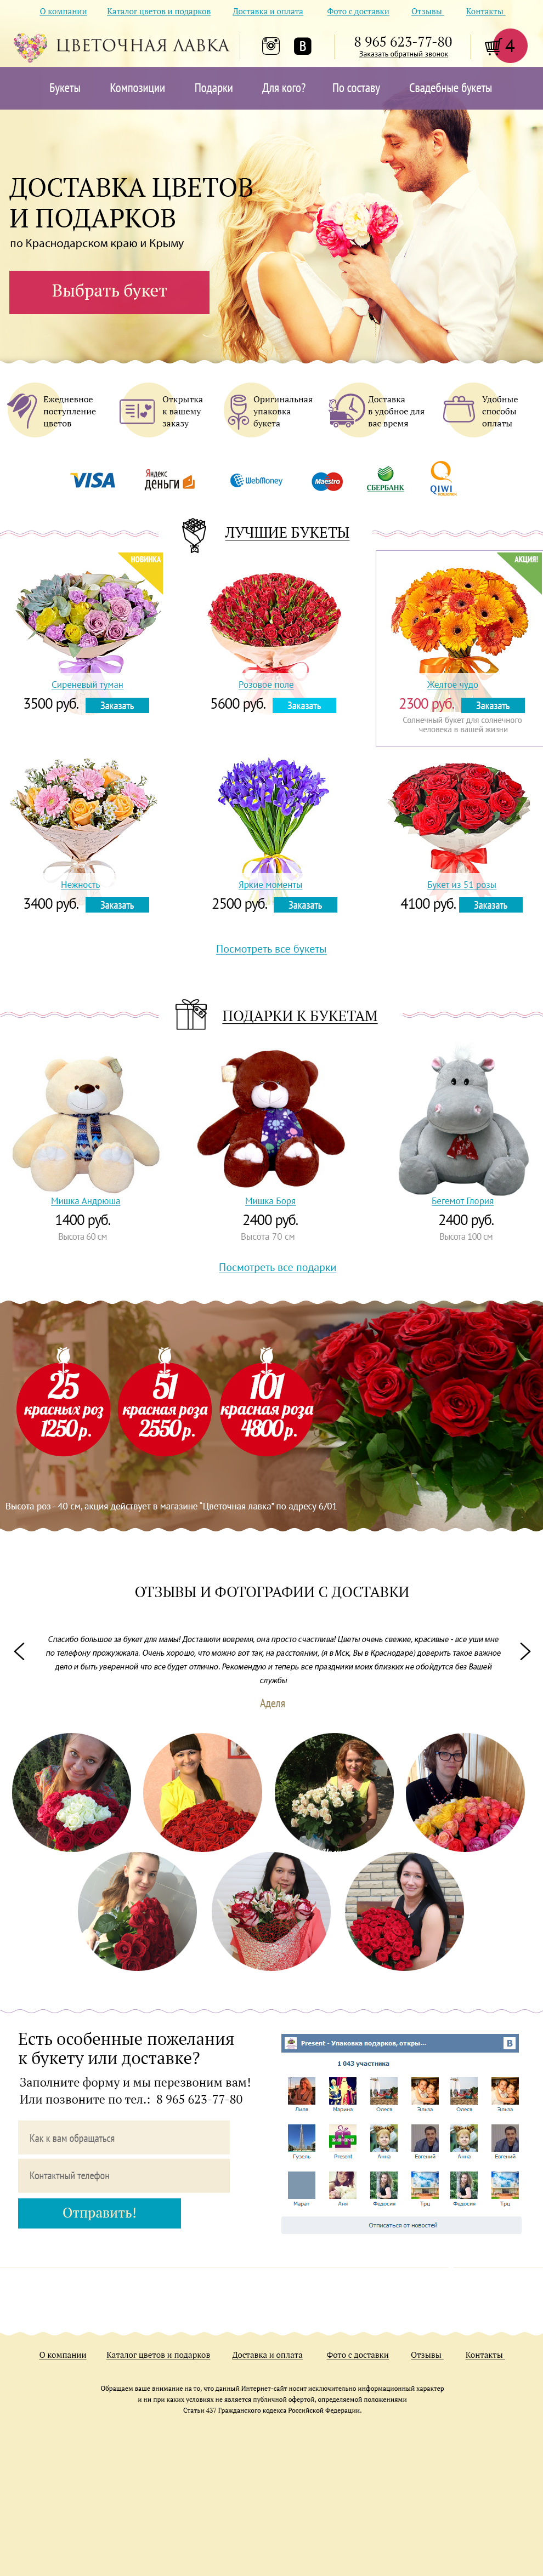 О компании Каталог цветов и подарков Доставка и оплата Фото с доставки Отзывы Контакты
ЦВЕТОЧНАЯ ЛАВКА
B
8 965 623-77-80
Заказать обратный звонок
4
Букеты Композиции Подарки Для кого? По составу Свадебные букеты
ДОСТАВКА ЦВЕТОВ
И ПОДАРКОВ
по Краснодарскому краю и Крыму
Выбрать букет
Ежедневное
поступление
цветов
Открытка
к вашему
заказу
Оригинальная
упаковка
букета
Доставка
в удобное для
вас время
Удобные
способы
оплаты
VISA Яндекс ДЕНЬГИ WebMoney Maestro СБЕРБАНК QIWI
ЛУЧШИЕ БУКЕТЫ
НОВИНКА
АКЦИЯ!
Сиреневый туман Розовое поле Желтое чудо
3500 руб. Заказать 5600 руб. Заказать 2300 руб. Заказать
Солнечный букет для солнечного
человека в вашей жизни
Нежность Яркие моменты Букет из 51 розы
3400 руб. Заказать 2500 руб. Заказать 4100 руб. Заказать
Посмотреть все букеты
ПОДАРКИ К БУКЕТАМ
Мишка Андрюша Мишка Боря Бегемот Глория
1400 руб. 2400 руб. 2400 руб.
Высота 60 см Высота 70 см Высота 100 см
Посмотреть все подарки
25
красных роз
1250 р.
51
красная роза
2550 р.
101
красная роза
4800 р.
Высота роз - 40 см, акция действует в магазине "Цветочная лавка" по адресу 6/01
ОТЗЫВЫ И ФОТОГРАФИИ С ДОСТАВКИ
Спасибо большое за букет для мамы! Доставили вовремя, она просто счастлива! Цветы очень свежие, красивые - все уши мне
по телефону прожужжала. Очень хорошо, что можно вот так, на расстоянии, (я в Мск, Вы в Краснодаре) доверить такое важное
дело и быть уверенной что все будет отлично. Рекомендую и теперь все праздники моих близких не обойдутся без Вашей
службы
Аделя
Есть особенные пожелания
к букету или доставке?
Заполните форму и мы перезвоним вам!
Или позвоните по тел.: 8 965 623-77-80
Как к вам обращаться
Контактный телефон
Отправить!
Present - Упаковка подарков, откры... B
1 043 участника
Лиля Марина Олеся Эльза Олеся Эльза
Гузель Present Анна Евгений Анна Евгений
Марат Аня Федосия Трц Федосия Трц
Отписаться от новостей
О компании Каталог цветов и подарков Доставка и оплата Фото с доставки Отзывы Контакты
Обращаем ваше внимание на то, что данный Интернет-сайт носит исключительно информационный характер
и ни при каких условиях не является публичной офертой, определяемой положениями
Статьи 437 Гражданского кодекса Российской Федерации.